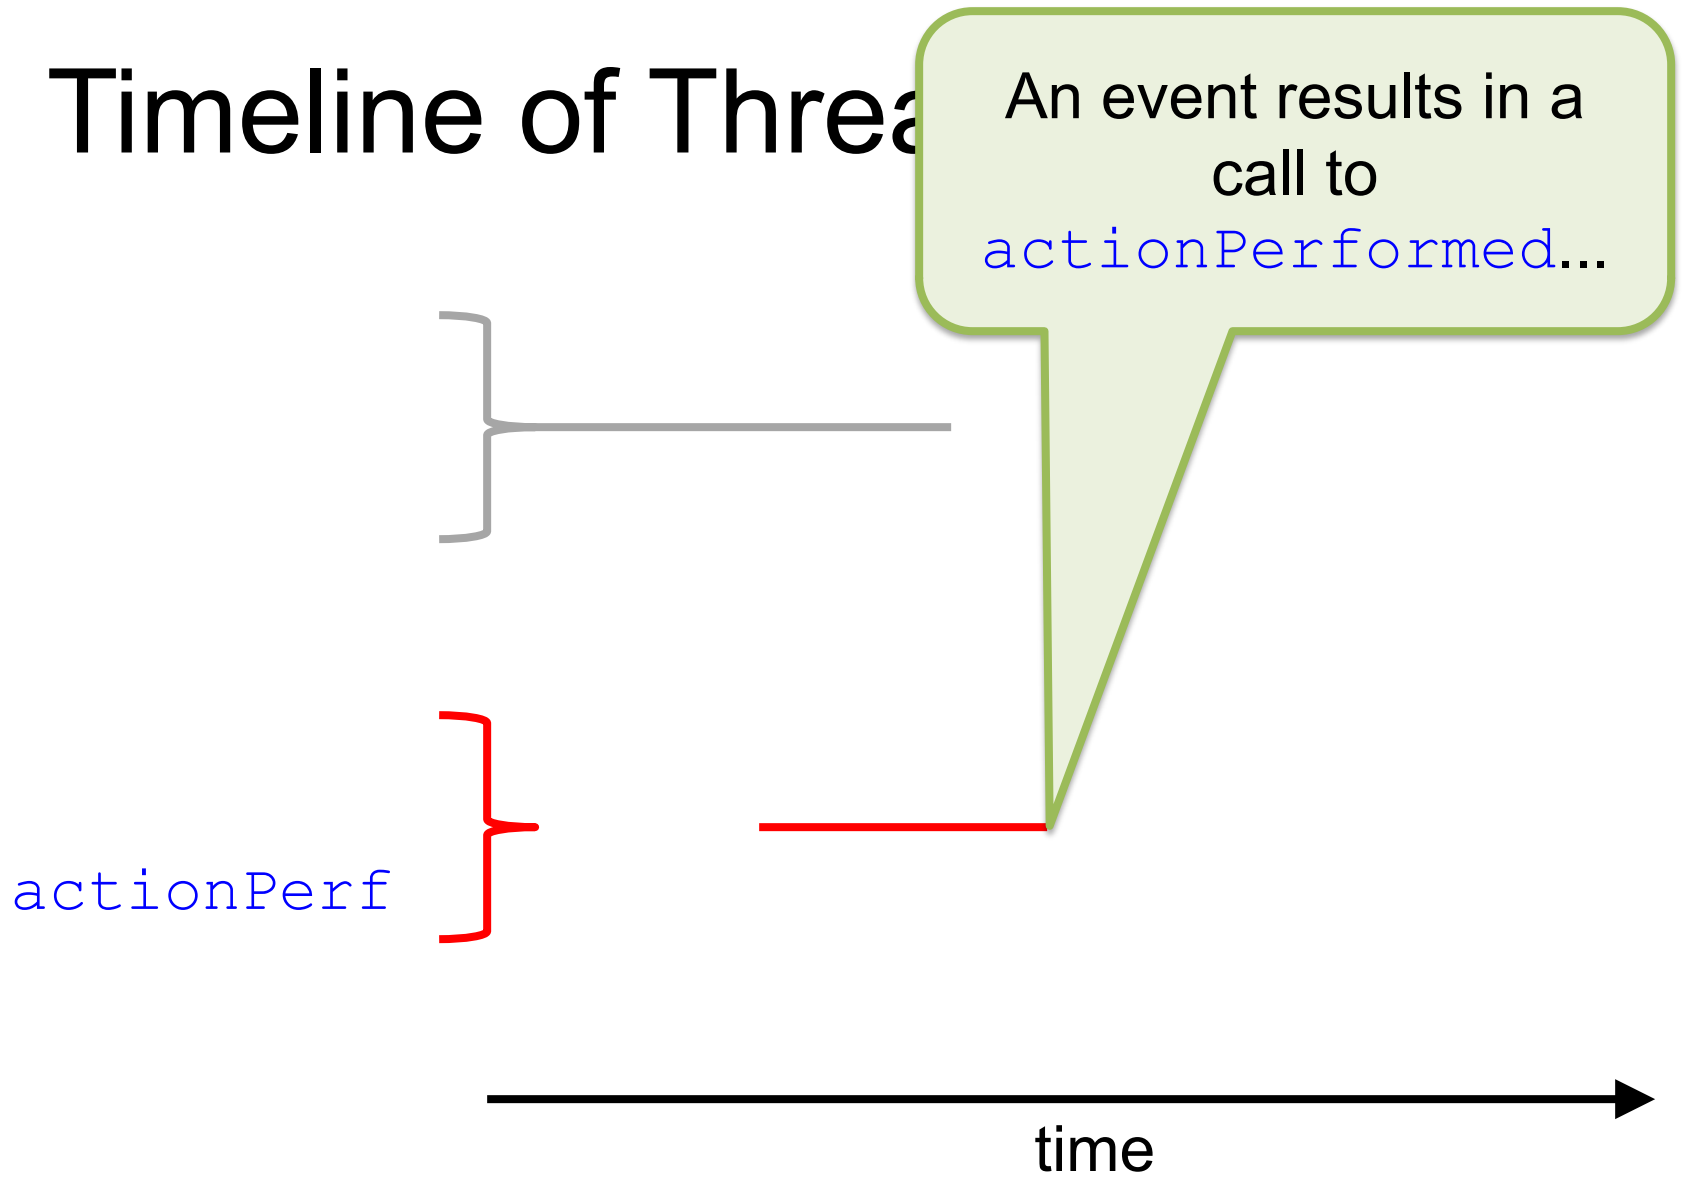 Timeline of Threa
An event results in a
call to
actionPerformed...
actionPerf
time